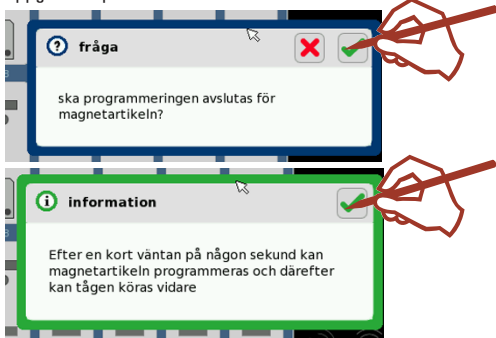 fråga
ska programmeringen avslutas för
magnetartikeln?
information
Efter en kort väntan på någon sekund kan
magnetartikeln programmeras och därefter
kan tågen köras vidare